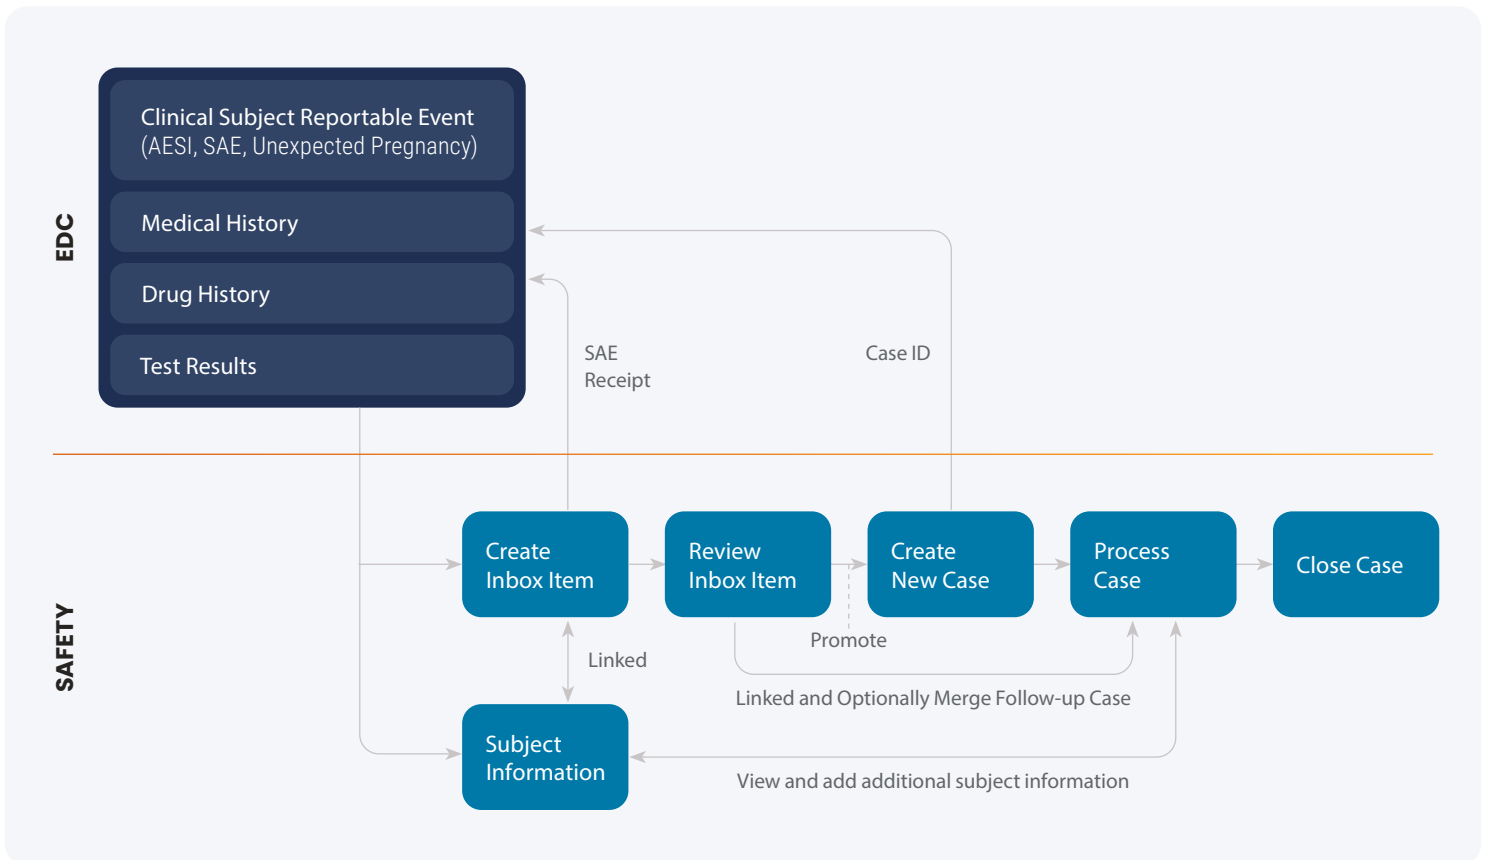 EDC
Clinical Subject Reportable Event
(AESI, SAE, Unexpected Pregnancy)
Medical History
Drug History
Test Results
SAE
Receipt
Case ID
SAFETY
Create
Inbox Item
Review
Inbox Item
Create
New Case
Process
Case
Close Case
Promote
Linked
Linked and Optionally Merge Follow-up Case
Subject
Information
View and add additional subject information